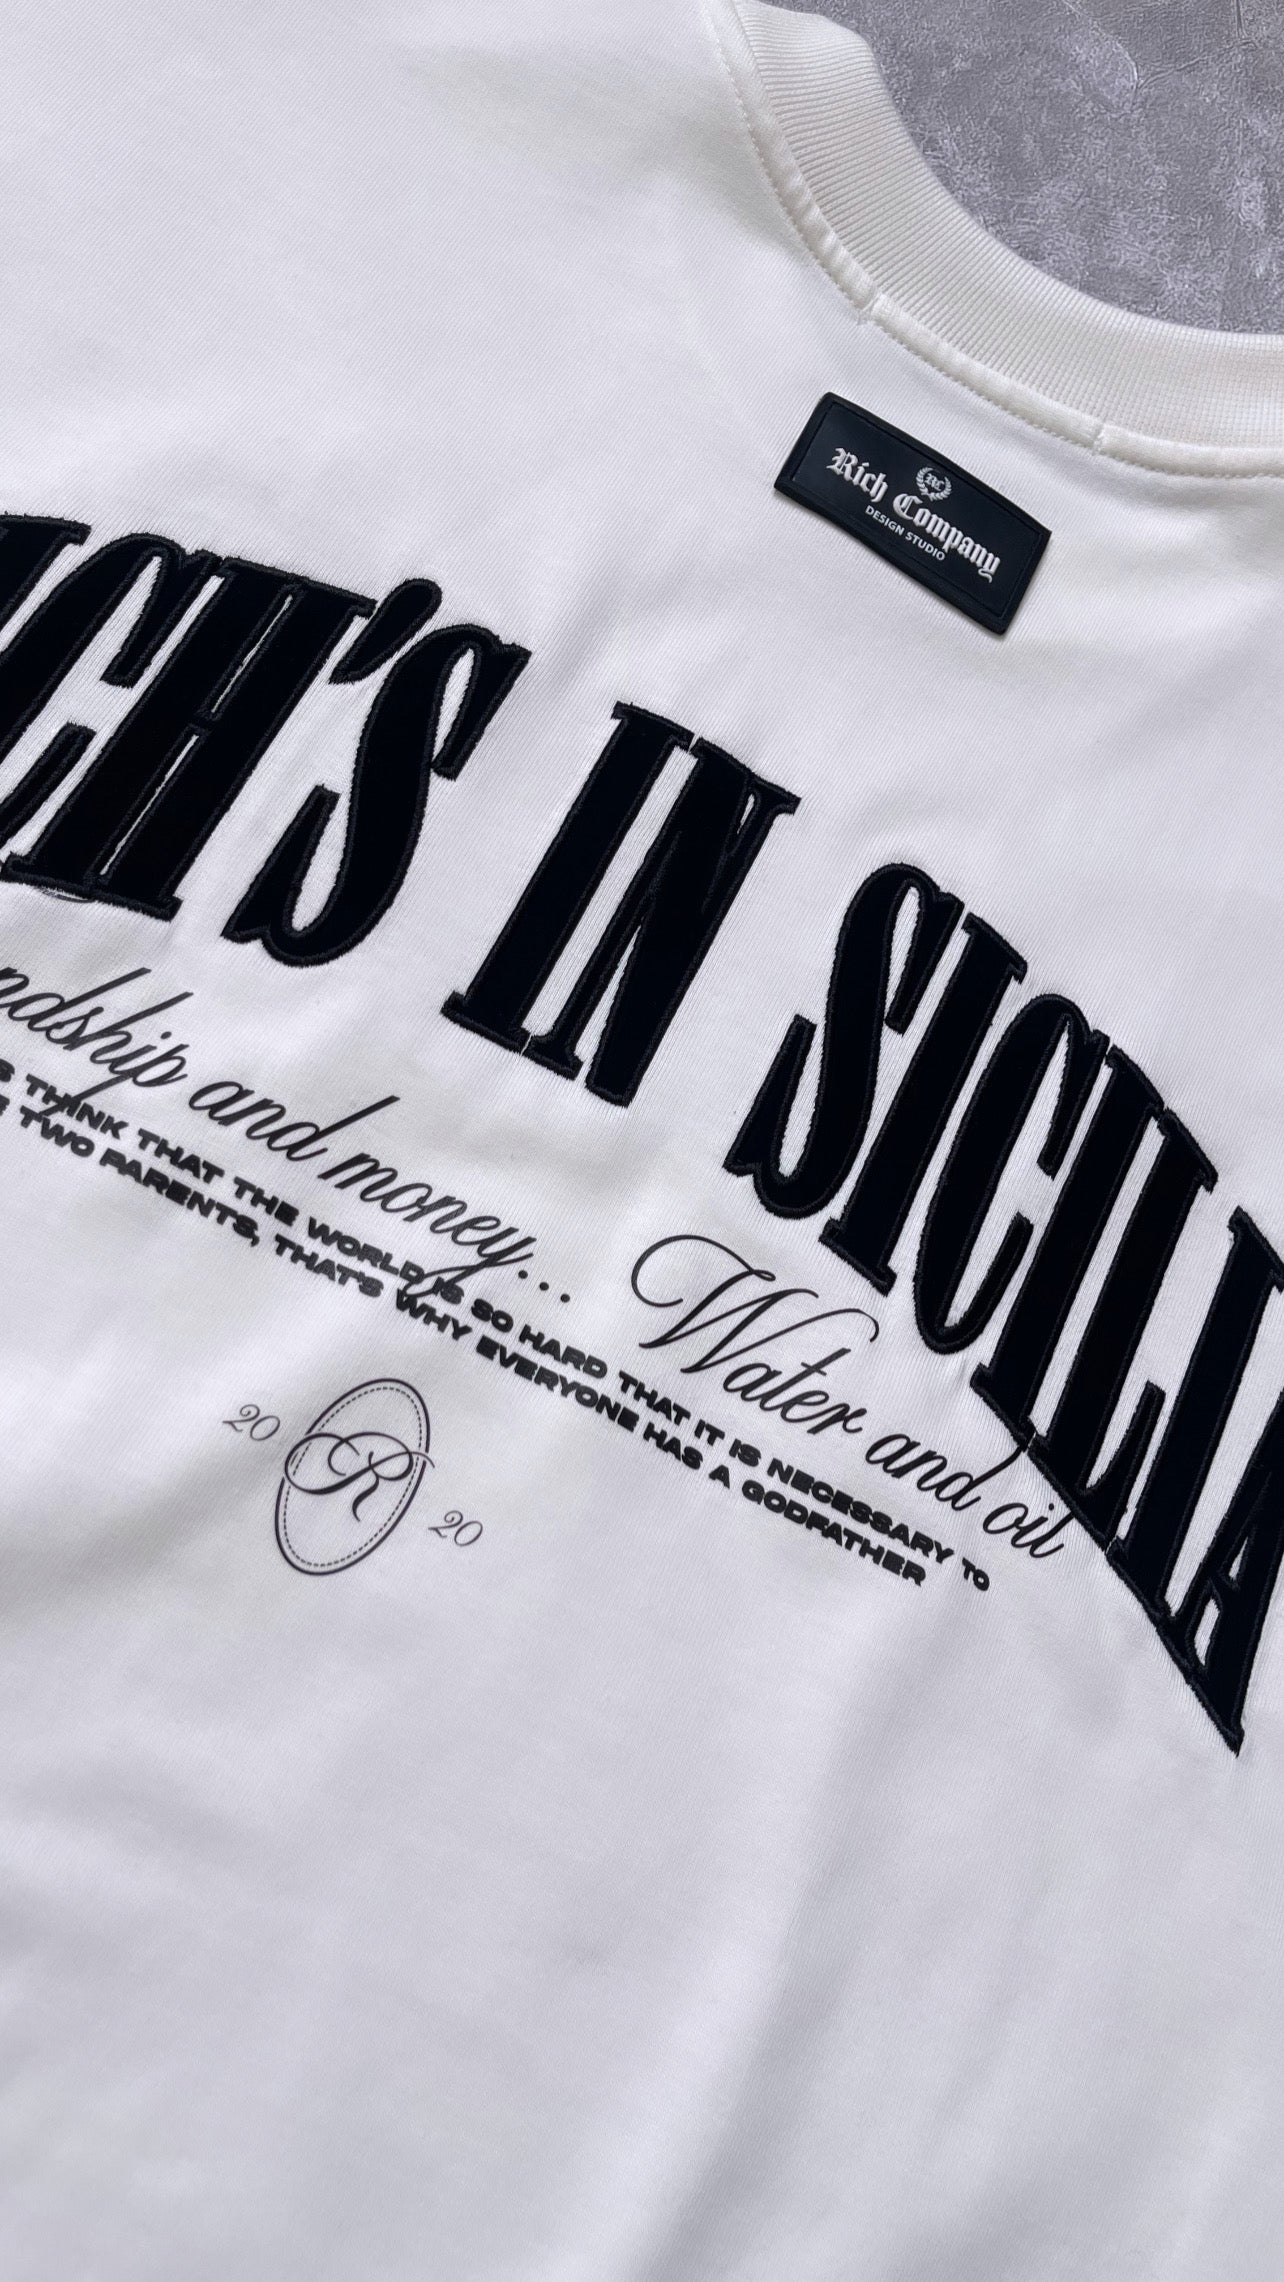 Rich Company
DESIGN STUDIO
ICH'S IN SICILIA
ndship and money... Water and oil
S THINK THAT THE WORLD IS SO HARD THAT IT IS NECESSARY TO
TWO PARENTS, THAT'S WHY EVERYONE HAS A GODFATHER
20 R 20